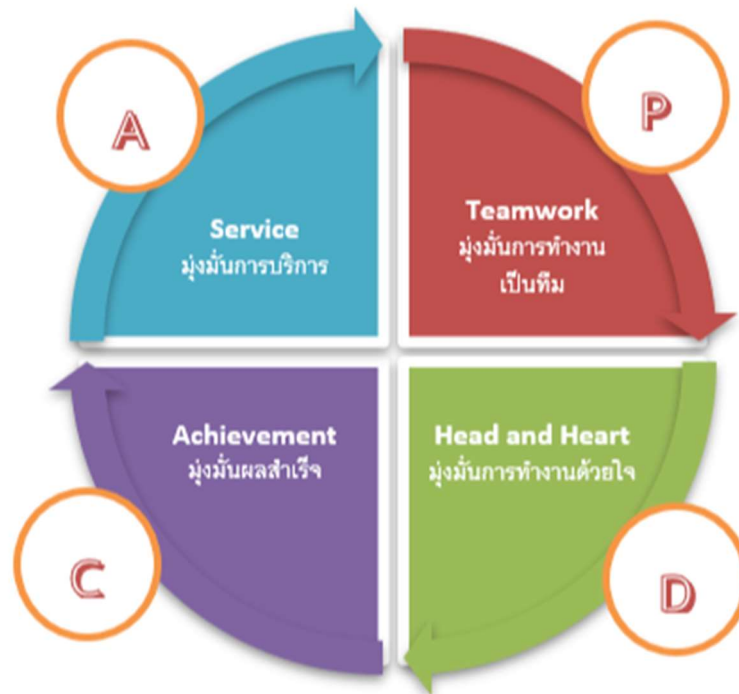 A
P
Service
มุ่งมั่นการบริการ
Teamwork
มุ่งมั่นการทำงาน
เป็นทีม
Achievement
มุ่งมั่นผลสำเร็จ
Head and Heart
มุ่งมั่นการทำงานด้วยใจ
C
D